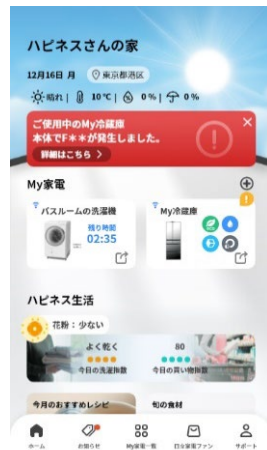 ハピネスさんの家
12月16日 月 東京都港区
晴れ | 10℃ | 0% | 0%
ご使用中のMy冷蔵庫
本体でF＊＊が発生しました。
詳細はこちら >
My家電
バスルームの洗濯機
残り時間
02:35
My冷蔵庫
ハピネス生活
花粉：少ない
よく乾く
今日の洗濯指数
80
今日の買い物指数
今月のおすすめレシピ
旬の食材
ホーム
お知らせ
My家電一覧
日立家電ファン
サポート